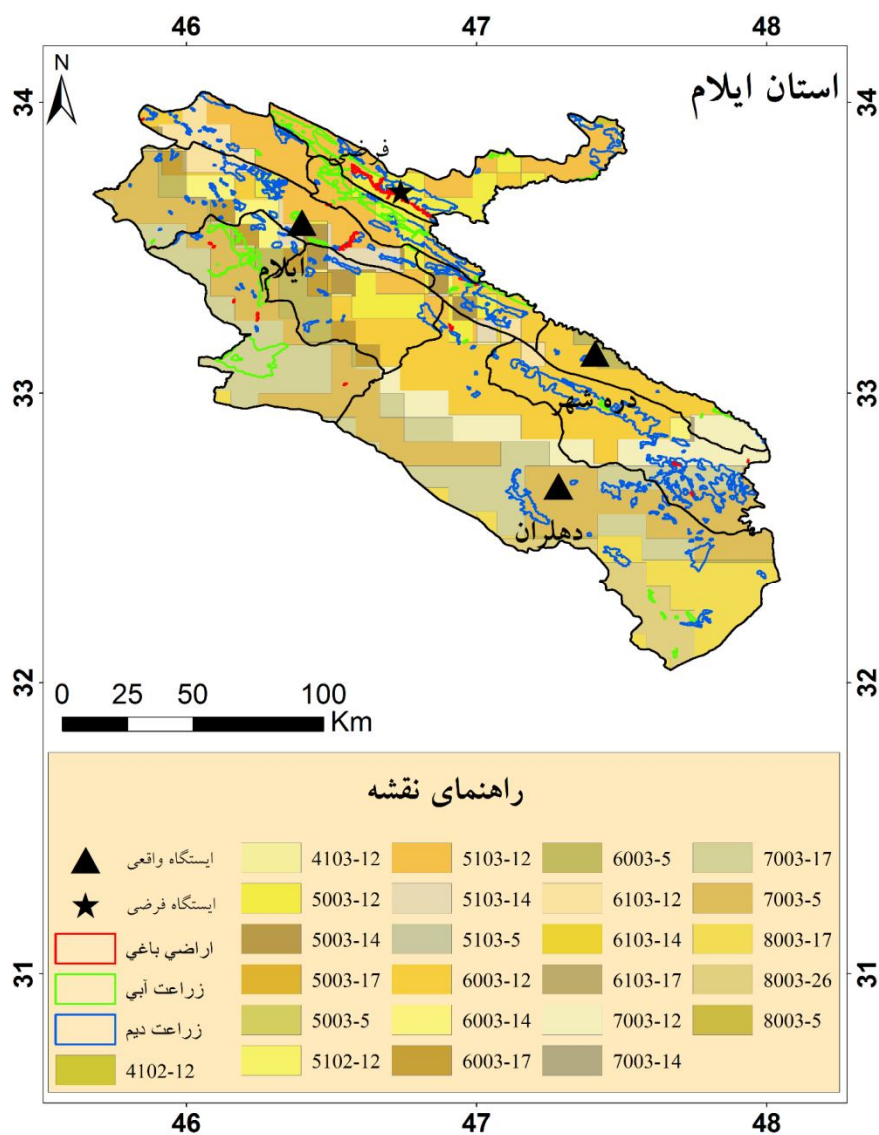 46 47 48
استان ایلام
N
34 34
فرضی
ایلام
33 33
دره شهر
دهلران
32 32
0 25 50 100
Km
31 31
راهنمای نقشه
ایستگاه واقعی
ایستگاه فرضی
اراضي باغي
زراعت آبي
زراعت دیم
4102-12
4103-12
5003-12
5003-14
5003-17
5003-5
5102-12
5103-12
5103-14
5103-5
6003-12
6003-14
6003-17
6003-5
6103-12
6103-14
6103-17
7003-12
7003-14
7003-17
7003-5
8003-17
8003-26
8003-5
46 47 48